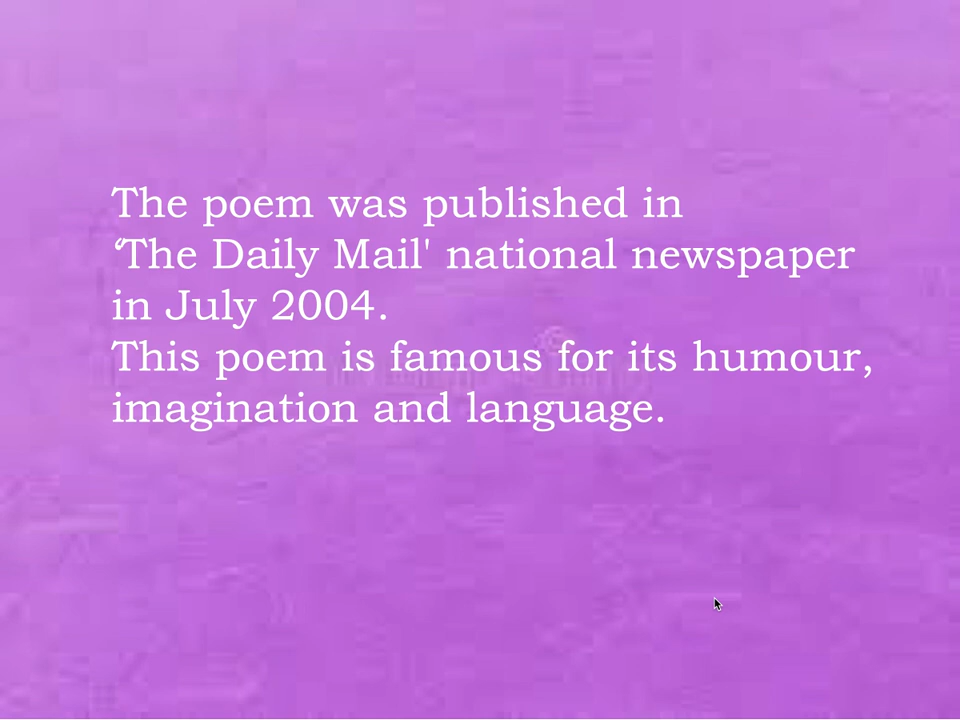 The poem was published in
‘The Daily Mail' national newspaper
in July 2004.
This poem is famous for its humour,
imagination and language.